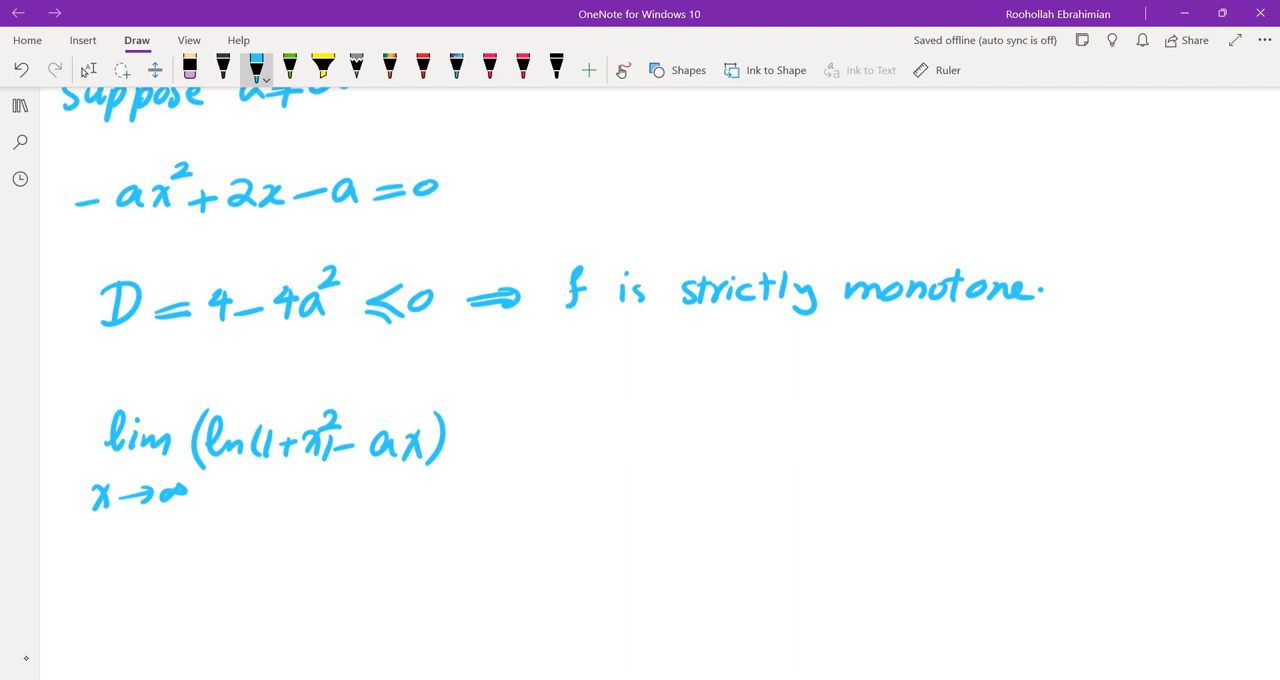 OneNote for Windows 10
Roohollah Ebrahimian
Home Insert Draw View Help
Saved offline (auto sync is off) Share
Shapes Ink to Shape Ink to Text Ruler
Suppose a≠0.
-ax²+2x-a=0
D=4-4a²≤0 ⇒ f is strictly monotone.
lim (ln(1+x²)-ax)
x→∞